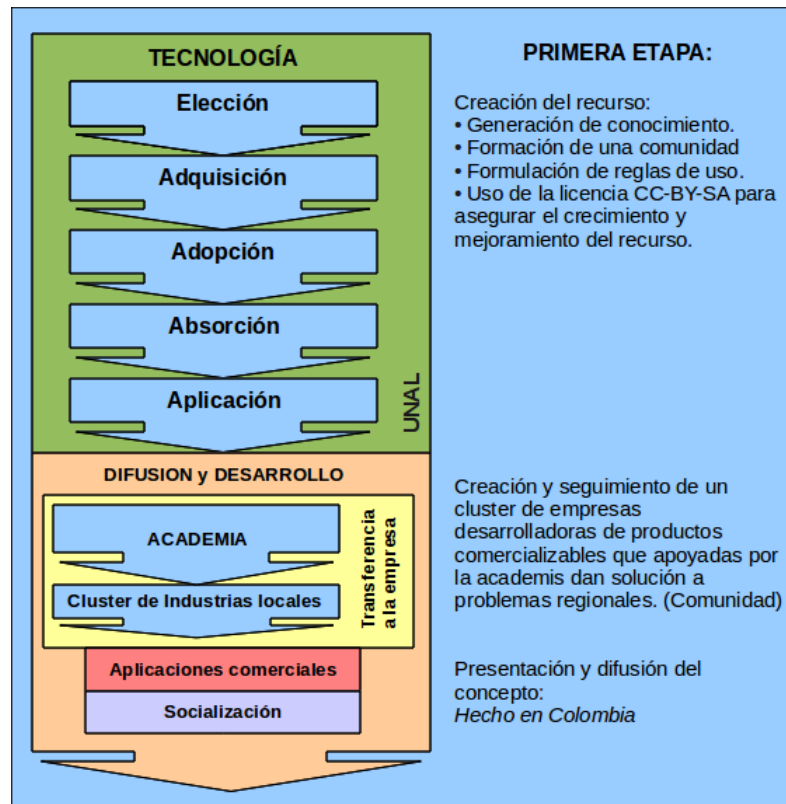 TECNOLOGÍA
Elección
Adquisición
Adopción
Absorción
Aplicación
UNAL
PRIMERA ETAPA:
Creación del recurso:
• Generación de conocimiento.
• Formación de una comunidad
• Formulación de reglas de uso.
• Uso de la licencia CC-BY-SA para
asegurar el crecimiento y
mejoramiento del recurso.
DIFUSION y DESARROLLO
ACADEMIA
Cluster de Industrias locales
Transferencia
a la empresa
Creación y seguimiento de un
cluster de empresas
desarrolladoras de productos
comercializables que apoyadas por
la academis dan solución a
problemas regionales. (Comunidad)
Aplicaciones comerciales
Socialización
Presentación y difusión del
concepto:
Hecho en Colombia